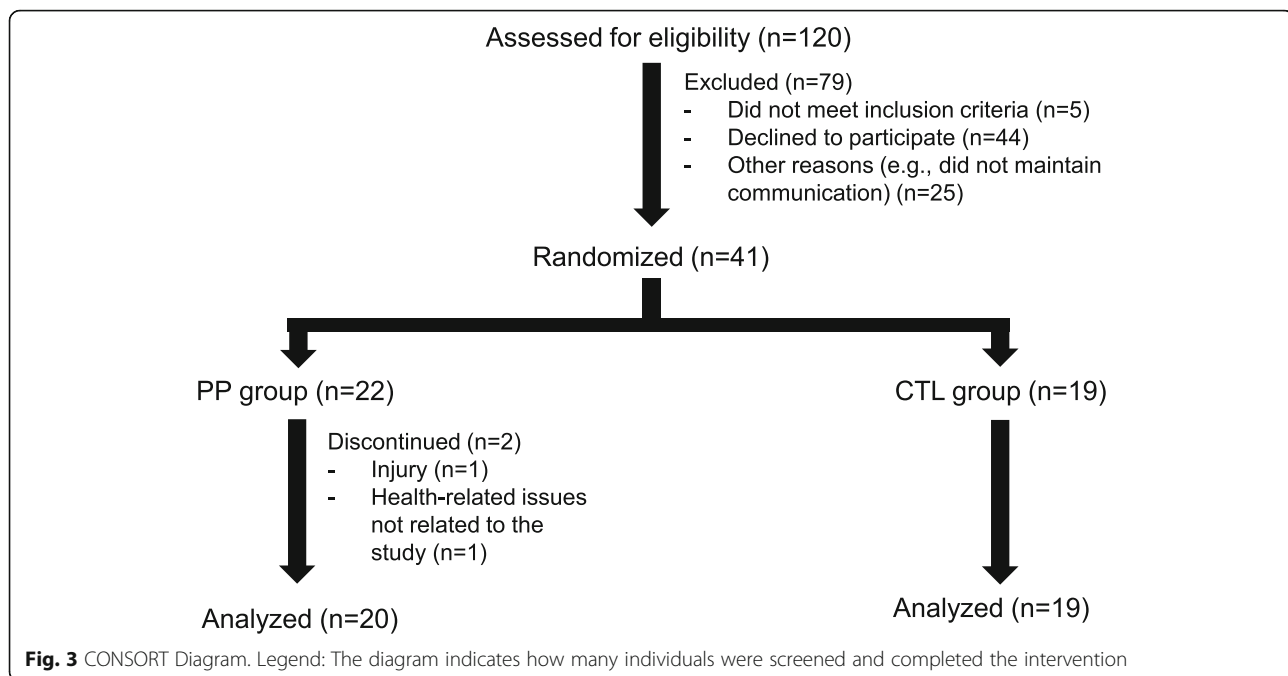 Assessed for eligibility (n=120)
Excluded (n=79)
- Did not meet inclusion criteria (n=5)
- Declined to participate (n=44)
- Other reasons (e.g., did not maintain
communication) (n=25)
Randomized (n=41)
PP group (n=22)
CTL group (n=19)
Discontinued (n=2)
- Injury (n=1)
- Health-related issues
not related to the
study (n=1)
Analyzed (n=20)
Analyzed (n=19)
Fig. 3 CONSORT Diagram. Legend: The diagram indicates how many individuals were screened and completed the intervention